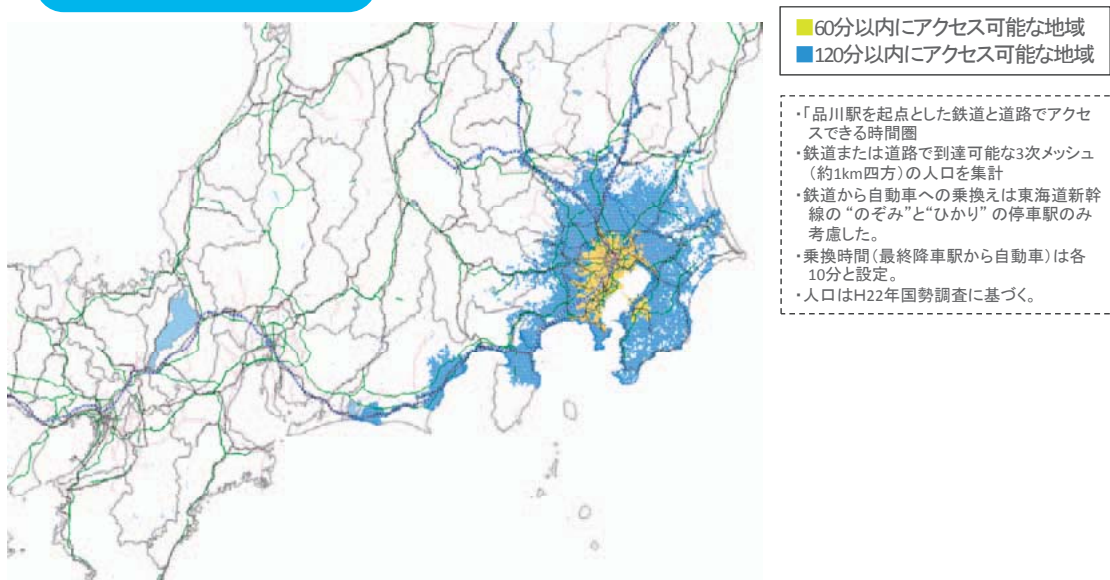 ■60分以内にアクセス可能な地域
■120分以内にアクセス可能な地域
・「品川駅を起点とした鉄道と道路でアクセ
スできる時間圏
・鉄道または道路で到達可能な3次メッシュ
（約1km四方）の人口を集計
・鉄道から自動車への乗換えは東海道新幹
線の“のぞみ”と“ひかり”の停車駅のみ
考慮した。
・乗換時間（最終降車駅から自動車）は各
10分と設定。
・人口はH22年国勢調査に基づく。